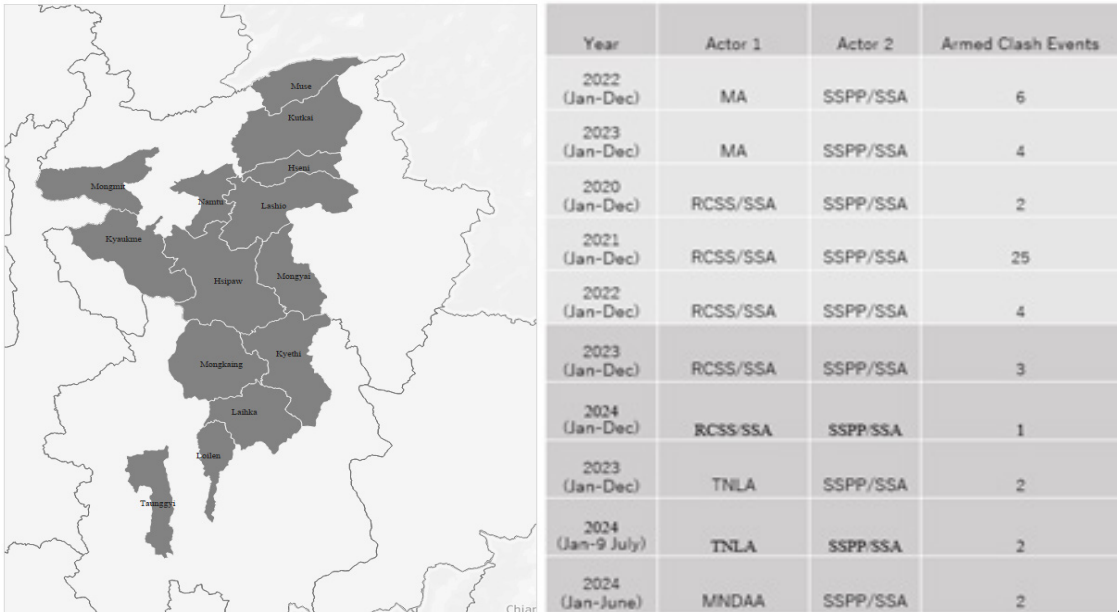 Muse
Kutkai
Hseni
Mongmit
Namtu
Lashio
Kyaukme
Hsipaw
Mongyai
Mongkaing
Kyethi
Laihka
Loilen
Taunggyi
Chian
Year Actor 1 Actor 2 Armed Clash Events
2022
(Jan-Dec) MA SSPP/SSA 6
2023
(Jan-Dec) MA SSPP/SSA 4
2020
(Jan-Dec) RCSS/SSA SSPP/SSA 2
2021
(Jan-Dec) RCSS/SSA SSPP/SSA 25
2022
(Jan-Dec) RCSS/SSA SSPP/SSA 4
2023
(Jan-Dec) RCSS/SSA SSPP/SSA 3
2024
(Jan-Dec) RCSS/SSA SSPP/SSA 1
2023
(Jan-Dec) TNLA SSPP/SSA 2
2024
(Jan-9 July) TNLA SSPP/SSA 2
2024
(Jan-June) MNDAA SSPP/SSA 2